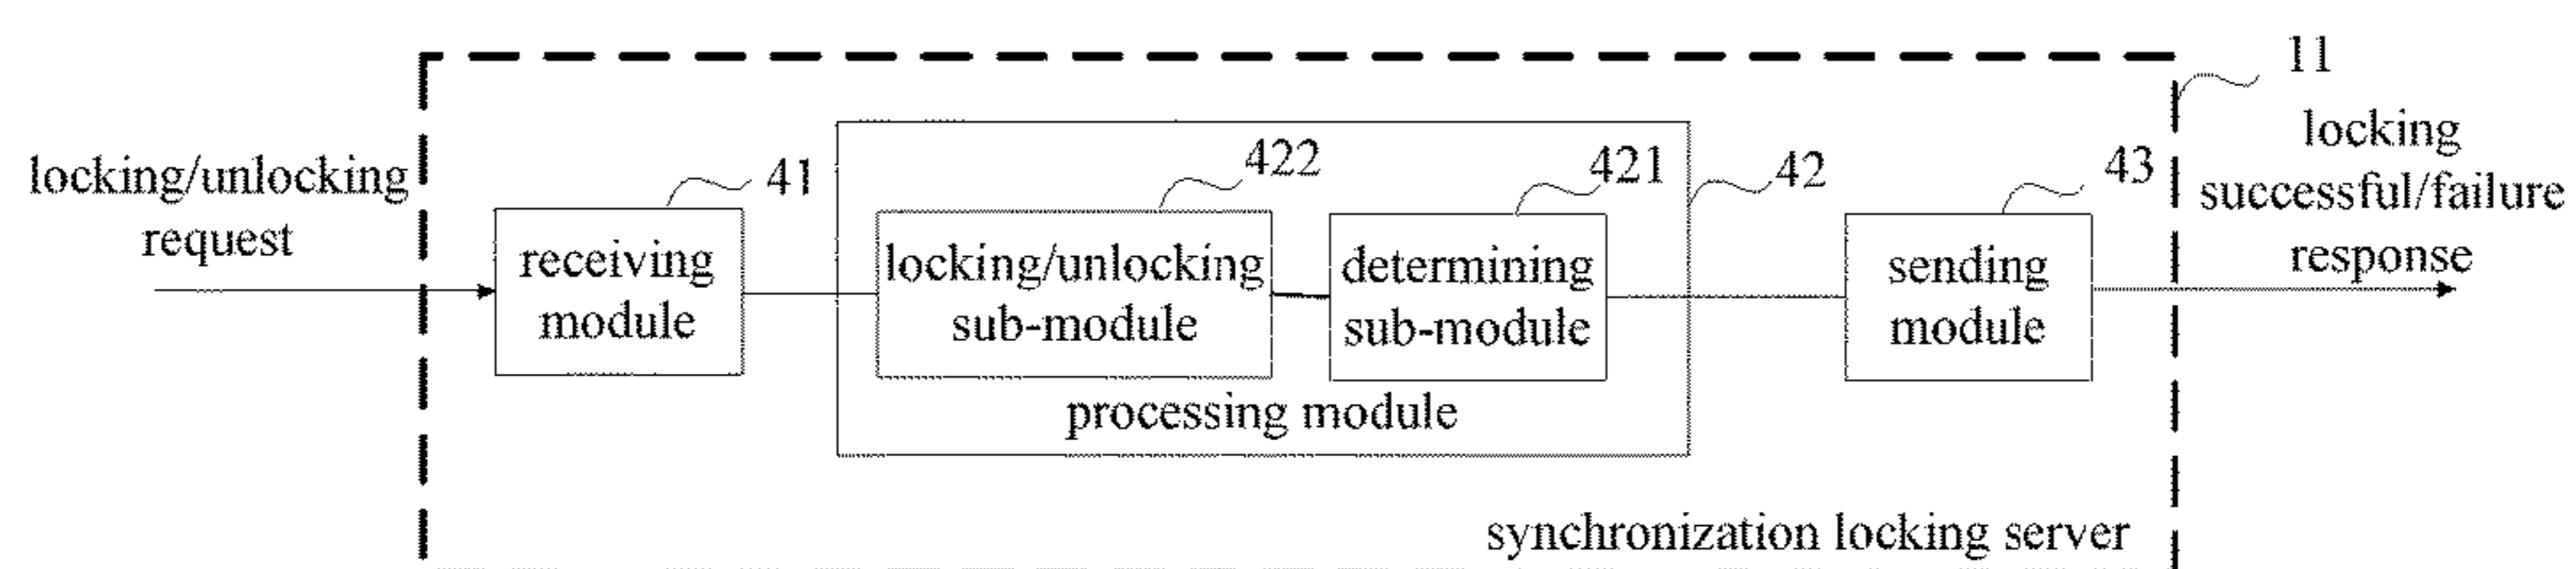 11
locking
successful/failure
response
locking/unlocking
request
41
422
421
42
43
receiving
module
locking/unlocking
sub-module
determining
sub-module
sending
module
processing module
synchronization locking server